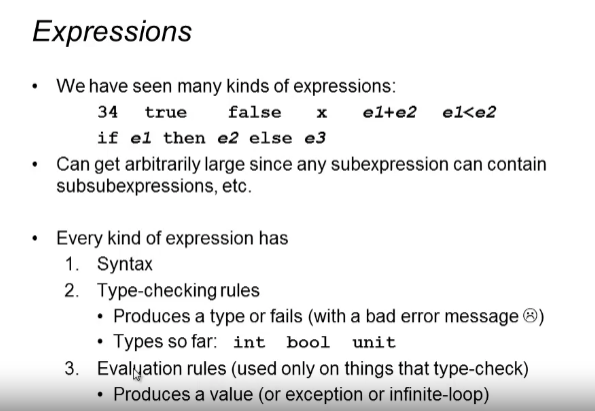 Expressions
• We have seen many kinds of expressions:
34 true false x e1+e2 e1<e2
if e1 then e2 else e3
• Can get arbitrarily large since any subexpression can contain
subsubexpressions, etc.
• Every kind of expression has
1. Syntax
2. Type-checking rules
• Produces a type or fails (with a bad error message ☹)
• Types so far: int bool unit
3. Evaluation rules (used only on things that type-check)
• Produces a value (or exception or infinite-loop)